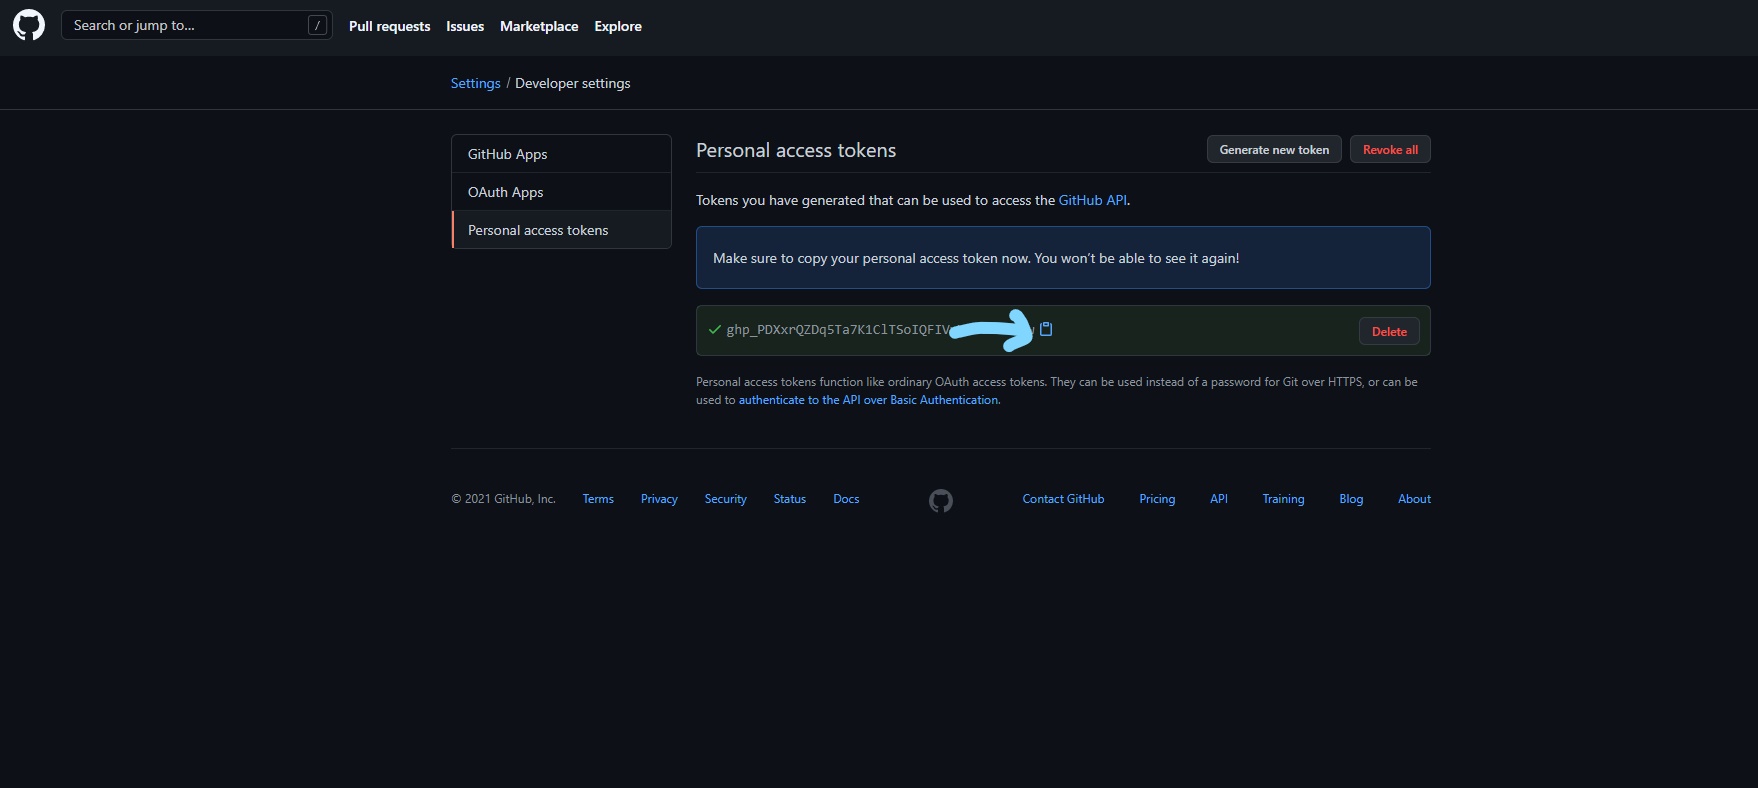 Search or jump to...
/
Pull requests Issues Marketplace Explore
Settings / Developer settings
GitHub Apps
OAuth Apps
Personal access tokens
Personal access tokens
Generate new token
Revoke all
Tokens you have generated that can be used to access the GitHub API.
Make sure to copy your personal access token now. You won't be able to see it again!
Delete
Personal access tokens function like ordinary OAuth access tokens. They can be used instead of a password for Git over HTTPS, or can be
used to authenticate to the API over Basic Authentication.
© 2021 GitHub, Inc. Terms Privacy Security Status Docs Contact GitHub Pricing API Training Blog About